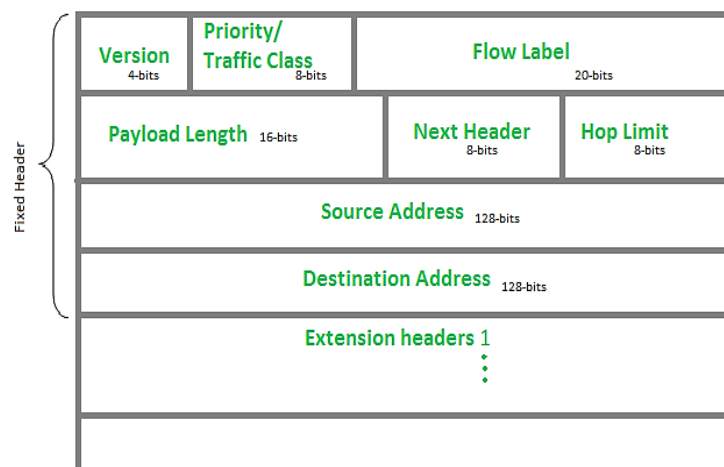 Priority/
Version Traffic Class Flow Label
4-bits 8-bits 20-bits
Payload Length 16-bits Next Header Hop Limit
8-bits 8-bits
Fixed Header
Source Address 128-bits
Destination Address 128-bits
Extension headers 1